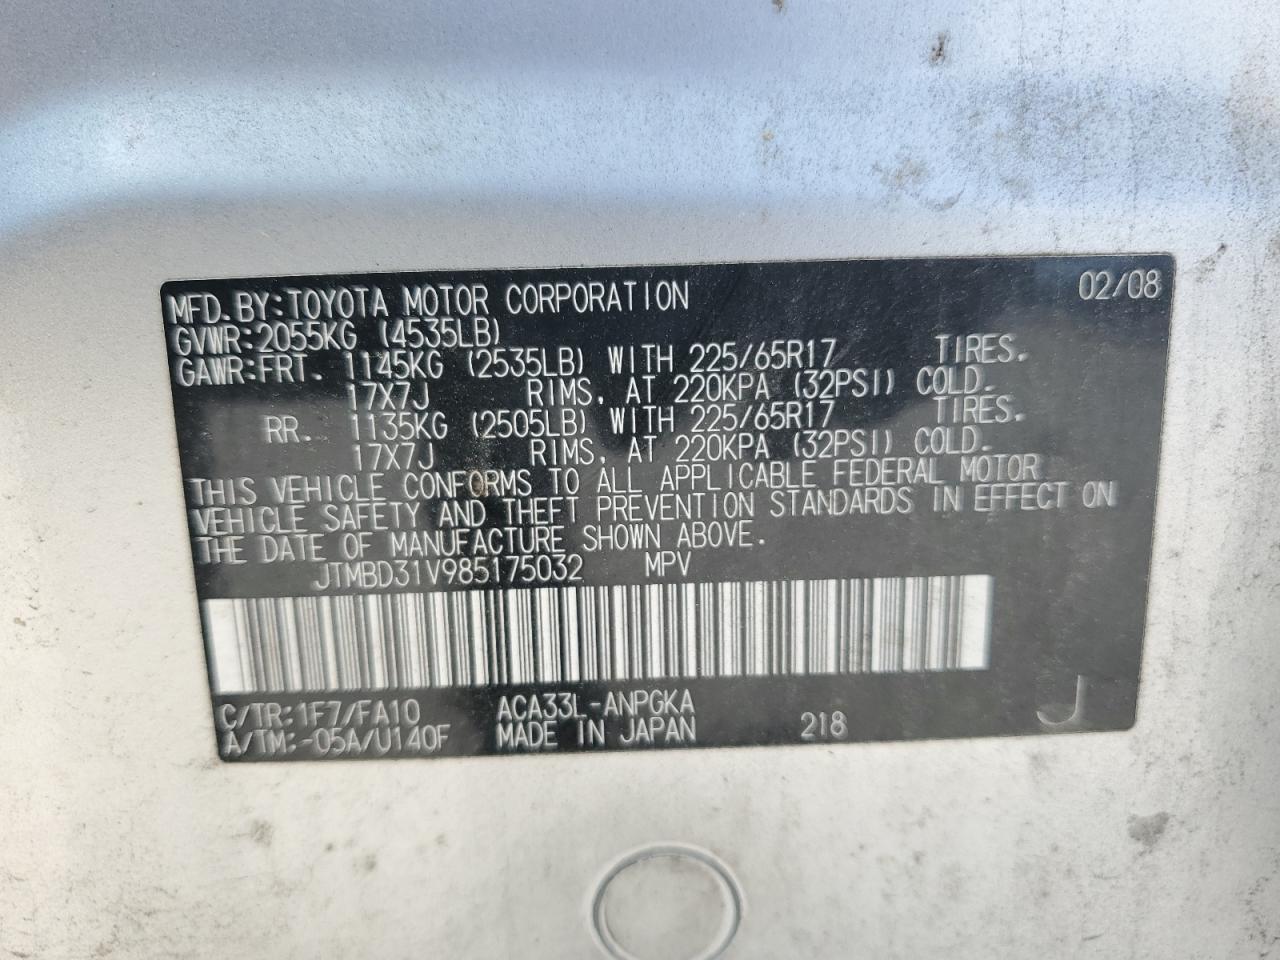 MFD.BY:TOYOTA MOTOR CORPORATION 02/08
GVWR:2055KG (4535LB)
GAWR:FRT. 1145KG (2535LB) WITH 225/65R17 TIRES.
17X7J RIMS, AT 220KPA (32PSI) COLD.
RR. 1135KG (2505LB) WITH 225/65R17 TIRES.
17X7J RIMS, AT 220KPA (32PSI) COLD.
THIS VEHICLE CONFORMS TO ALL APPLICABLE FEDERAL MOTOR
VEHICLE SAFETY AND THEFT PREVENTION STANDARDS IN EFFECT ON
THE DATE OF MANUFACTURE SHOWN ABOVE.
JTMBD31V985175032 MPV
C/TR:1F7/FA10 ACA33L-ANPGKA
A/TM:-05A/U140F MADE IN JAPAN 218 J